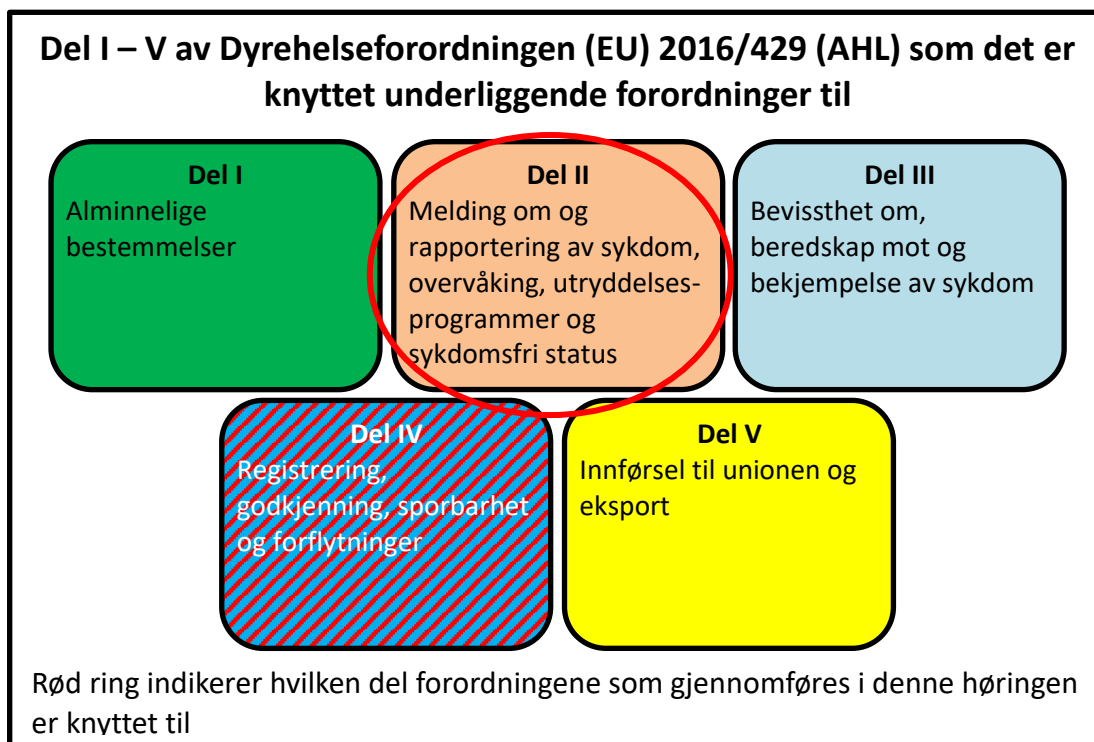 Del I – V av Dyrehelseforordningen (EU) 2016/429 (AHL) som det er
knyttet underliggende forordninger til
Del I
Alminnelige
bestemmelser
Del II
Melding om og
rapportering av sykdom,
overvåking, utryddelses-
programmer og
sykdomsfri status
Del III
Bevissthet om,
beredskap mot og
bekjempelse av sykdom
Del IV
Registrering,
godkjenning, sporbarhet
og forflytninger
Del V
Innførsel til unionen og
eksport
Rød ring indikerer hvilken del forordningene som gjennomføres i denne høringen
er knyttet til